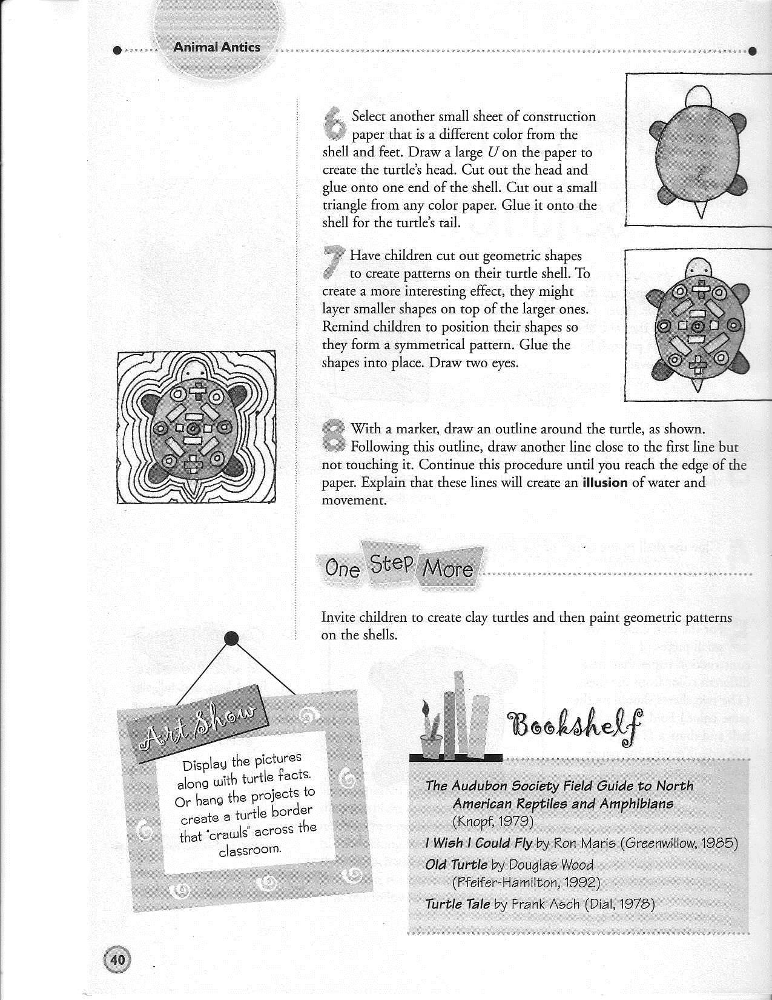 Animal Antics
6 Select another small sheet of construction
paper that is a different color from the
shell and feet. Draw a large U on the paper to
create the turtle's head. Cut out the head and
glue onto one end of the shell. Cut out a small
triangle from any color paper. Glue it onto the
shell for the turtle's tail.
7 Have children cut out geometric shapes
to create patterns on their turtle shell. To
create a more interesting effect, they might
layer smaller shapes on top of the larger ones.
Remind children to position their shapes so
they form a symmetrical pattern. Glue the
shapes into place. Draw two eyes.
8 With a marker, draw an outline around the turtle, as shown.
Following this outline, draw another line close to the first line but
not touching it. Continue this procedure until you reach the edge of the
paper. Explain that these lines will create an illusion of water and
movement.
One Step More
Invite children to create clay turtles and then paint geometric patterns
on the shells.
Art Show
Display the pictures
along with turtle facts.
Or hang the projects to
create a turtle border
that "crawls" across the
classroom.
Bookshelf
The Audubon Society Field Guide to North
American Reptiles and Amphibians
(Knopf, 1979)
I Wish I Could Fly by Ron Maris (Greenwillow, 1985)
Old Turtle by Douglas Wood
(Pfeifer-Hamilton, 1992)
Turtle Tale by Frank Asch (Dial, 1978)
40